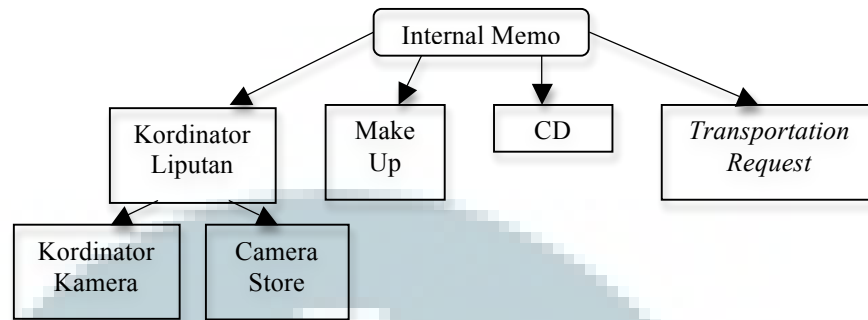 Internal Memo
Kordinator
Liputan
Make
Up
CD
Transportation
Request
Kordinator
Kamera
Camera
Store